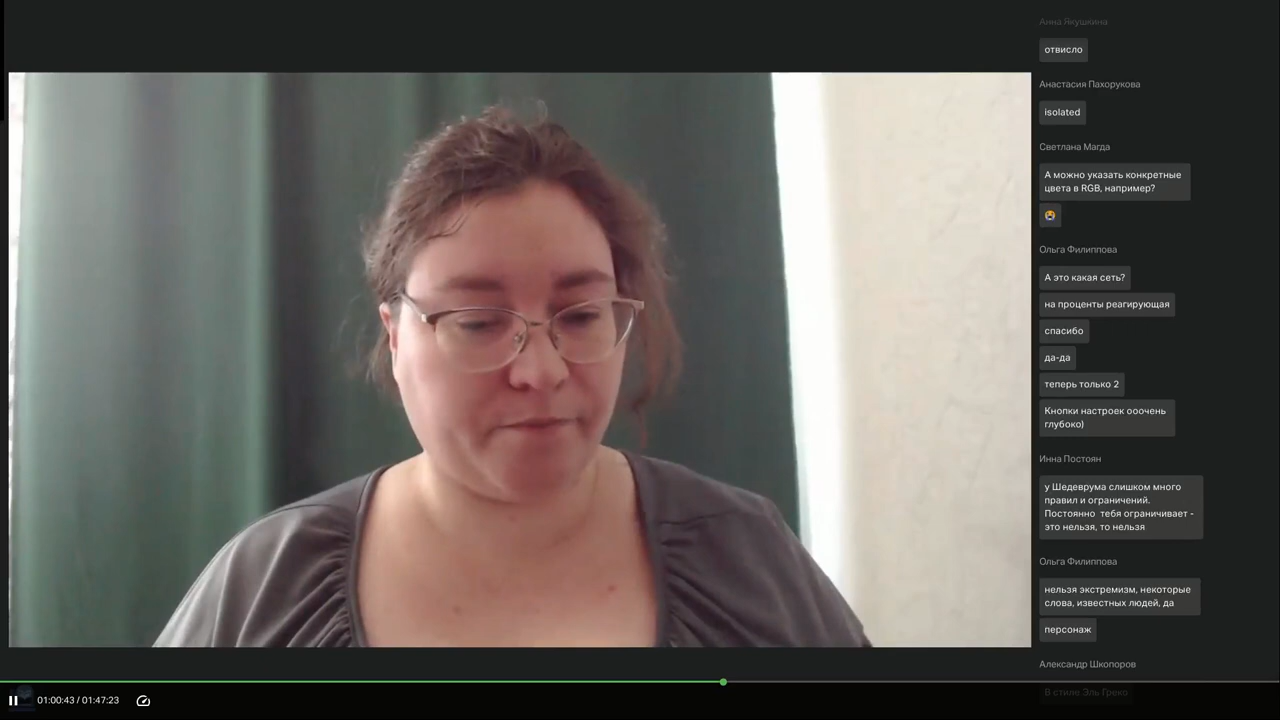 Анна Якушкина
отвисло
Анастасия Пахорукова
isolated
Светлана Магда
А можно указать конкретные
цвета в RGB, например?
Ольга Филиппова
А это какая сеть?
на проценты реагирующая
спасибо
да-да
теперь только 2
Кнопки настроек ооочень
глубоко)
Инна Постоян
у Шедеврума слишком много
правил и ограничений.
Постоянно тебя ограничивает -
это нельзя, то нельзя
Ольга Филиппова
нельзя экстремизм, некоторые
слова, известных людей, да
персонаж
Александр Шкопоров
В стиле Эль Греко
01:00:43 / 01:47:23